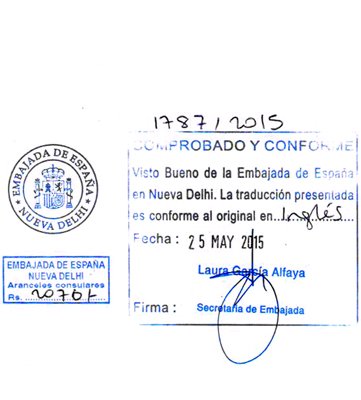 1787/2015
COMPROBADO Y CONFORME
Visto Bueno de la Embajada de España
en Nueva Delhi. La traducción presentada
es conforme al original en....Inglés....
Fecha : 25 MAY 2015
Laura García Alfaya
Firma : Secretaria de Embajada
EMBAJADA DE ESPAÑA
NUEVA DELHI
EMBAJADA DE ESPAÑA
NUEVA DELHI
Aranceles consulares
Rs. 2070/-